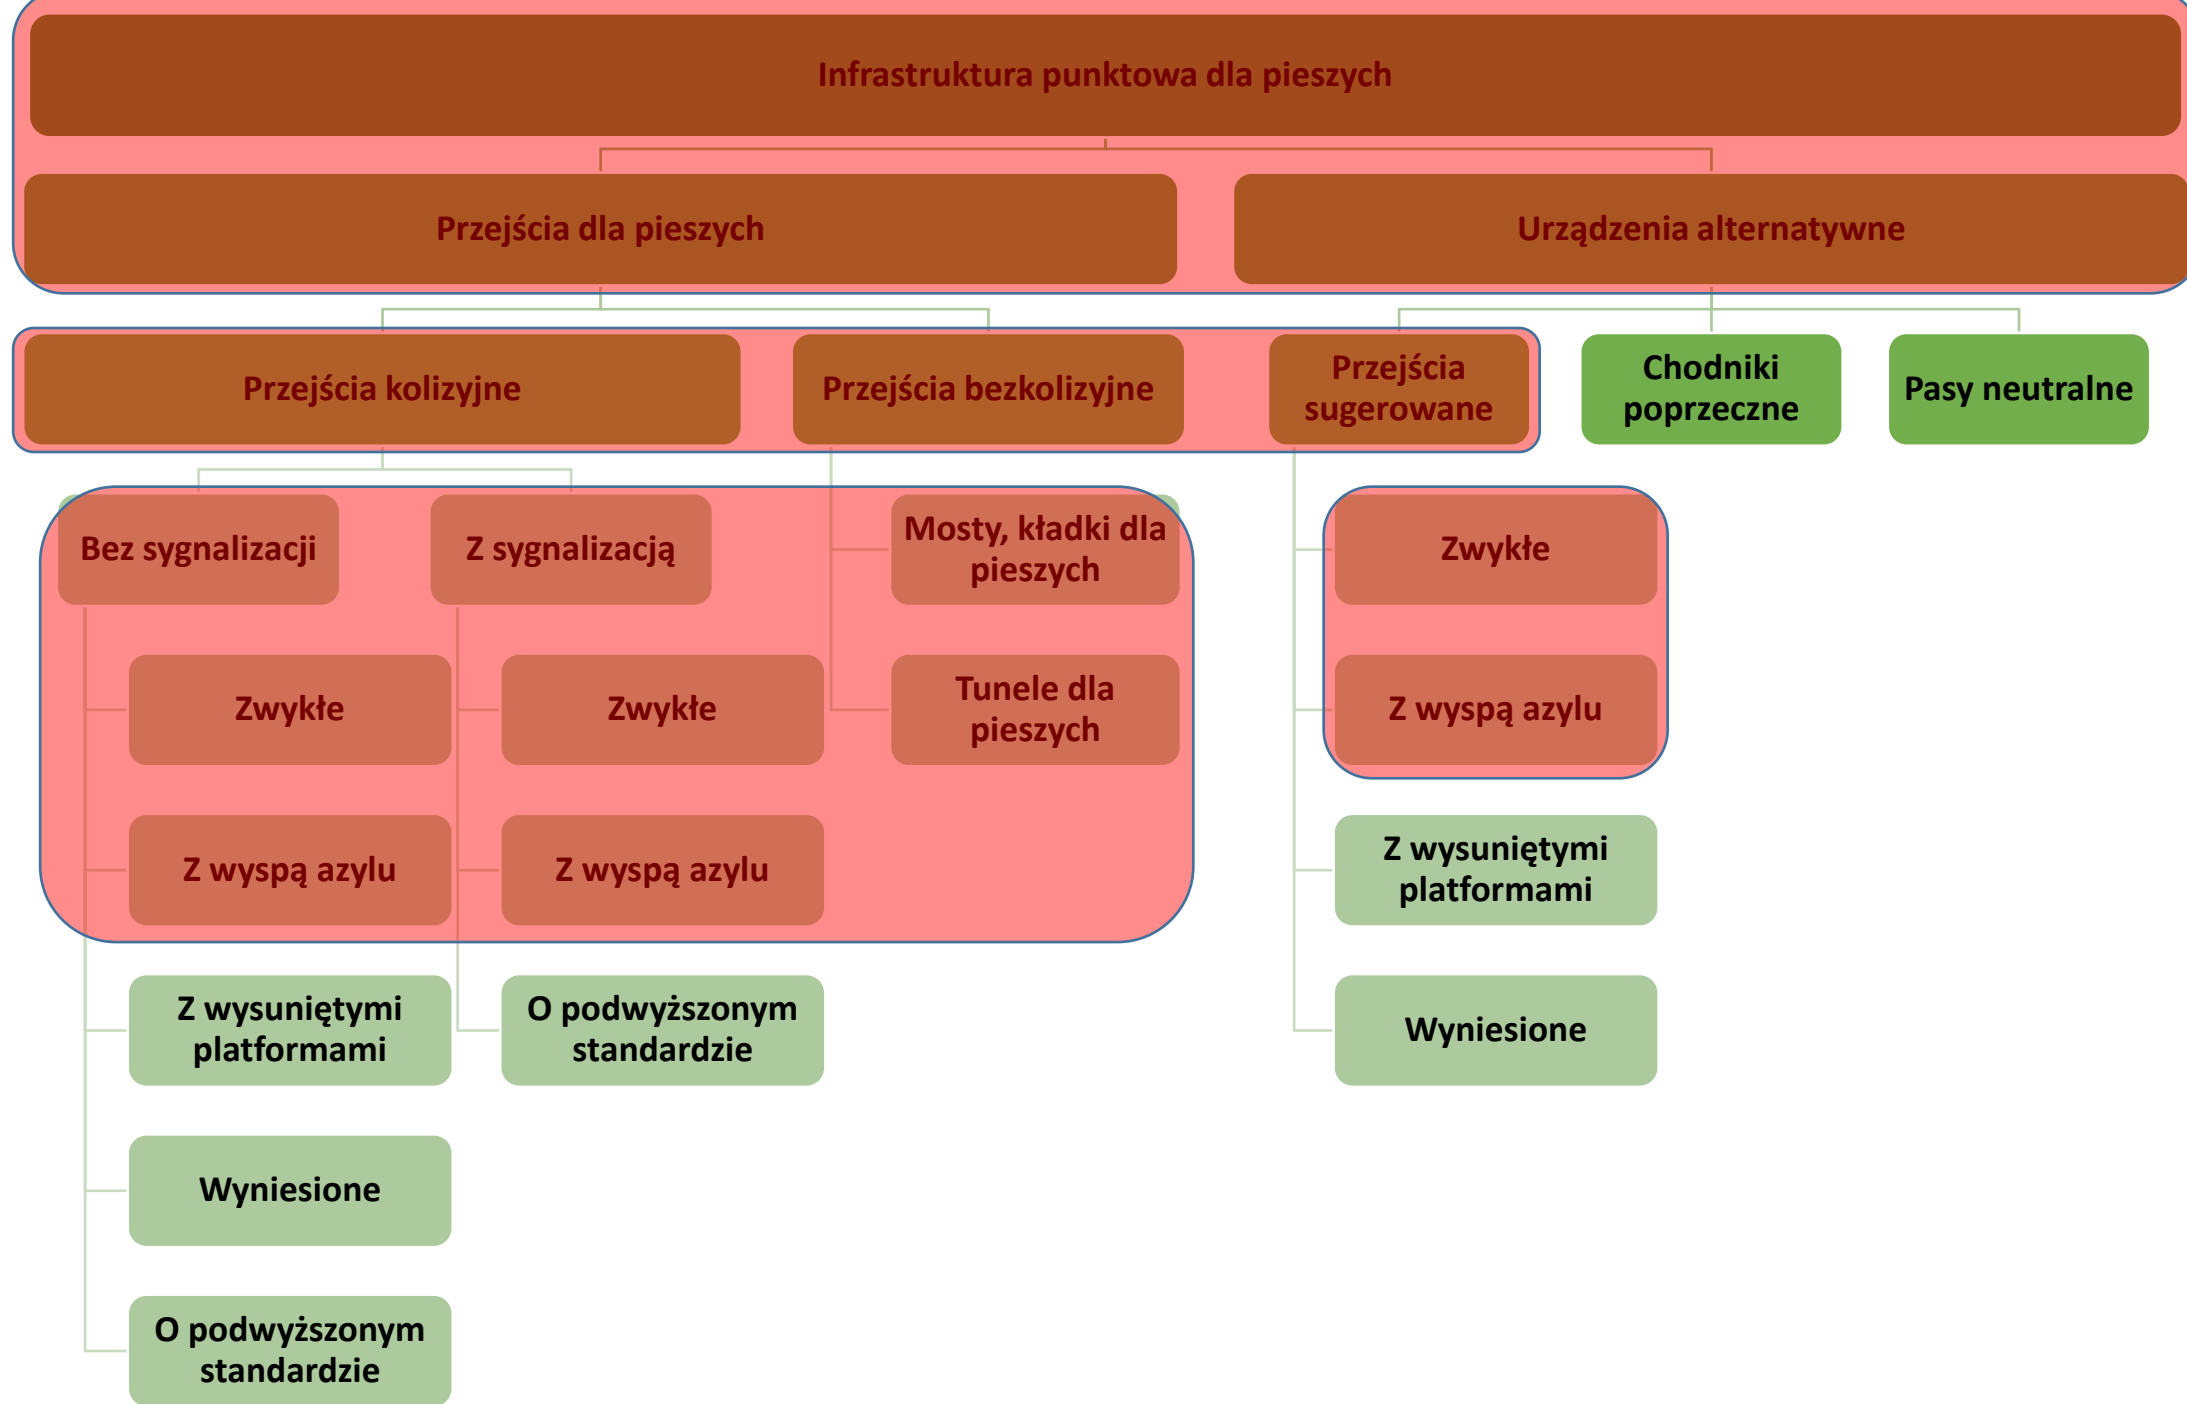 Infrastruktura punktowa dla pieszych
Przejścia dla pieszych
Urządzenia alternatywne
Przejścia kolizyjne
Przejścia bezkolizyjne
Przejścia
sugerowane
Chodniki
poprzeczne
Pasy neutralne
Bez sygnalizacji
Z sygnalizacją
Mosty, kładki dla
pieszych
Zwykłe
Zwykłe
Zwykłe
Tunele dla
pieszych
Z wyspą azylu
Z wyspą azylu
Z wyspą azylu
Z wysuniętymi
platformami
Z wysuniętymi
platformami
O podwyższonym
standardzie
Wyniesione
Wyniesione
O podwyższonym
standardzie